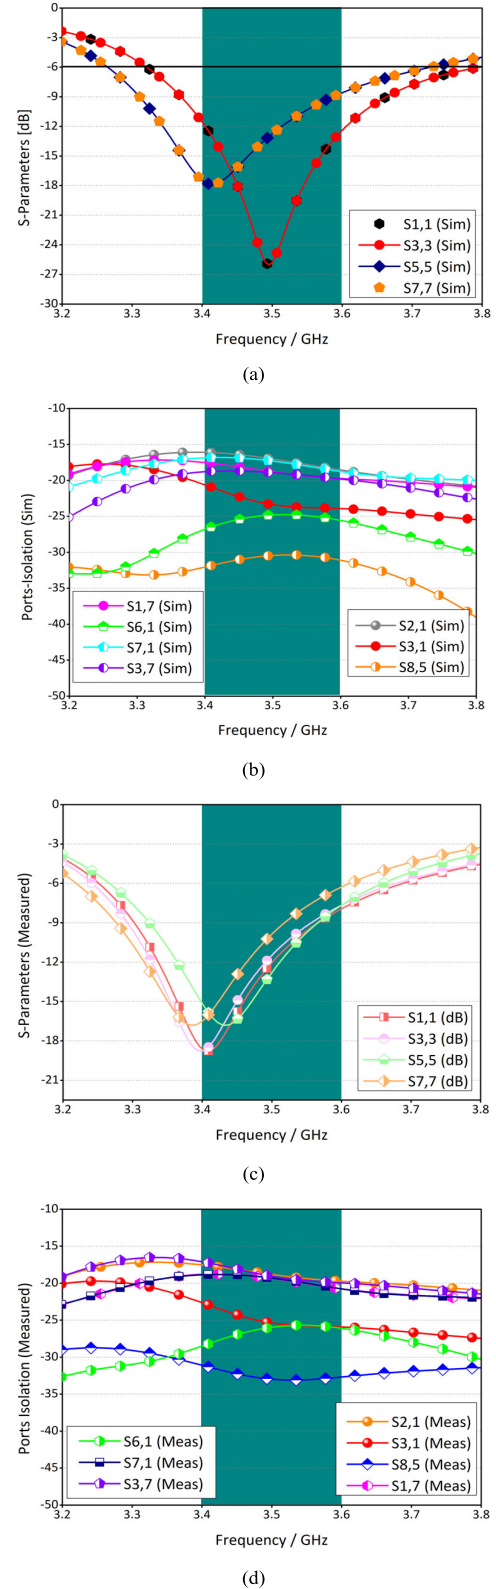 0
-3
-6
-9
-12
-15
-18
-21
-24
-27
-30
S-Parameters [dB]
S1,1 (Sim)
S3,3 (Sim)
S5,5 (Sim)
S7,7 (Sim)
3.2 3.3 3.4 3.5 3.6 3.7 3.8
Frequency / GHz
(a)
-10
-15
-20
-25
-30
-35
-40
-45
-50
Ports-Isolation (Sim)
S1,7 (Sim)
S6,1 (Sim)
S7,1 (Sim)
S3,7 (Sim)
S2,1 (Sim)
S3,1 (Sim)
S8,5 (Sim)
3.2 3.3 3.4 3.5 3.6 3.7 3.8
Frequency / GHz
(b)
0
-3
-6
-9
-12
-15
-18
-21
S-Parameters (Measured)
S1,1 (dB)
S3,3 (dB)
S5,5 (dB)
S7,7 (dB)
3.2 3.3 3.4 3.5 3.6 3.7 3.8
Frequency / GHz
(c)
-10
-15
-20
-25
-30
-35
-40
-45
-50
Ports Isolation (Measured)
S6,1 (Meas)
S7,1 (Meas)
S3,7 (Meas)
S2,1 (Meas)
S3,1 (Meas)
S8,5 (Meas)
S1,7 (Meas)
3.2 3.3 3.4 3.5 3.6 3.7 3.8
Frequency / GHz
(d)